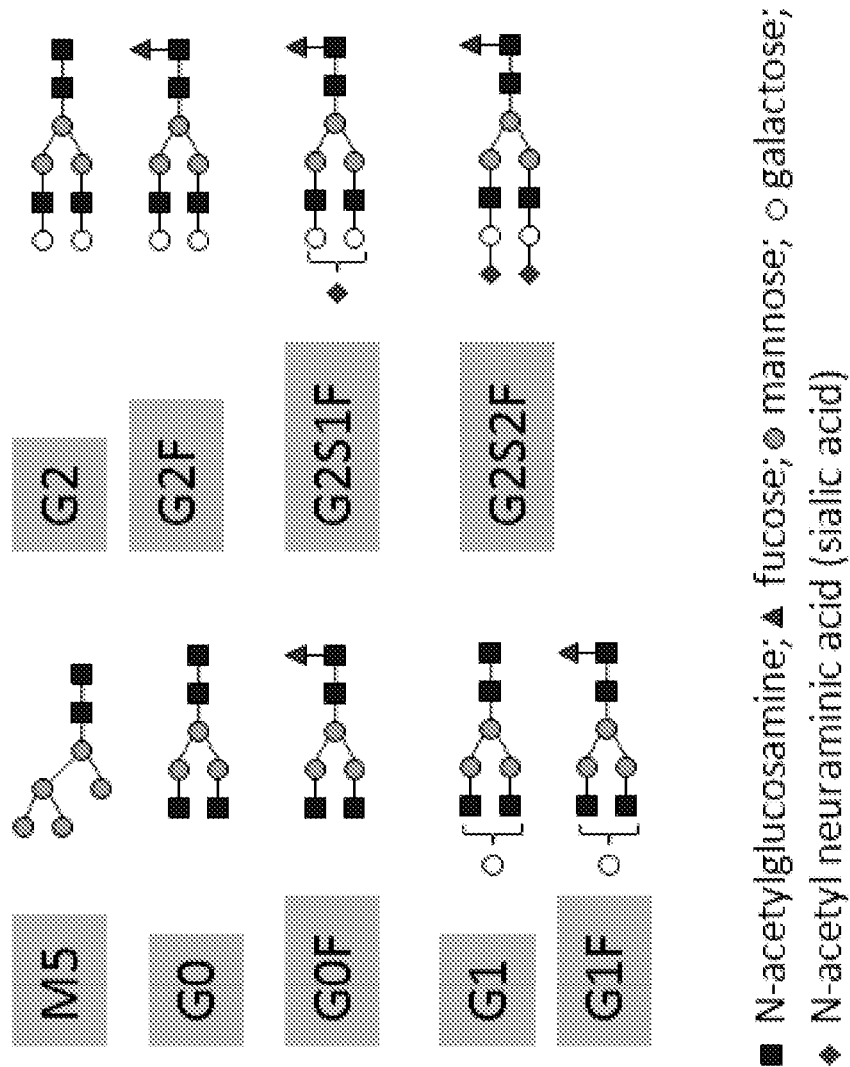 M5
G0
G0F
G1
G1F
G2
G2F
G2S1F
G2S2F
■ N-acetylglucosamine; ▲ fucose; ● mannose; ○ galactose;
◆ N-acetyl neuraminic acid (sialic acid)